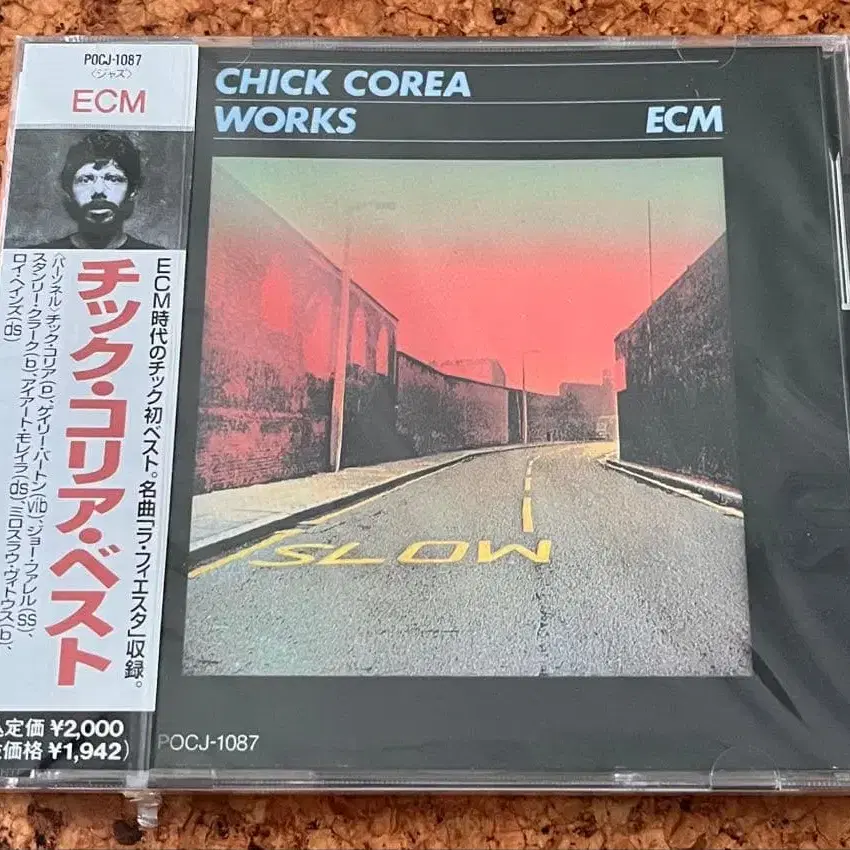 POCJ-1087
〈ジャズ〉
ECM
チック・コリア・ベスト
ECM時代のチック初ベスト。名曲「ラ・フィエスタ」収録。
〈パーソネル〉チック・コリア(p)、ゲイリー・バートン(vib)、ジョー・ファレル(ss)、
スタンリー・クラーク(b)、アイアート・モレイラ(ds)、ミロスラウ・ヴィトウス(b)、
ロイ・ヘインズ(ds)
定価 ¥2,000
価格 ¥1,942)
CHICK COREA
WORKS
ECM
SLOW
POCJ-1087